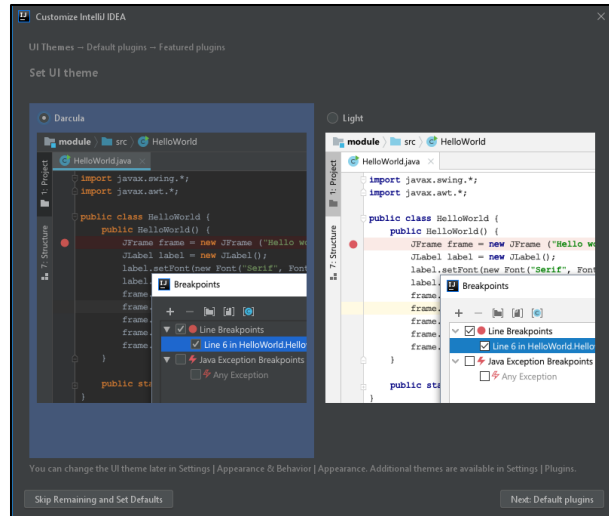 Customize IntelliJ IDEA
UI Themes → Default plugins → Featured plugins
Set UI theme
Darcula
module src HelloWorld
HelloWorld.java
1: Project
7: Structure
import javax.swing.*;
import javax.awt.*;
public class HelloWorld {
public HelloWorld() {
JFrame frame = new JFrame ("Hello wo
JLabel label = new JLabel();
label.setFont(new Font("Serif", Font
label.
frame.
frame.
frame.
frame.
frame.
}
public sta
}
Breakpoints
Line Breakpoints
Line 6 in HelloWorld.Hello
Java Exception Breakpoints
Any Exception
Light
module src HelloWorld
HelloWorld.java
1: Project
7: Structure
import javax.swing.*;
import javax.awt.*;
public class HelloWorld {
public HelloWorld() {
JFrame frame = new JFrame ("Hello wo
JLabel label = new JLabel();
label.setFont(new Font("Serif", Font
label.
frame.
frame.
frame.
frame.
frame.
}
public sta
}
Breakpoints
Line Breakpoints
Line 6 in HelloWorld.Hello
Java Exception Breakpoints
Any Exception
You can change the UI theme later in Settings | Appearance & Behavior | Appearance. Additional themes are available in Settings | Plugins.
Skip Remaining and Set Defaults
Next: Default plugins